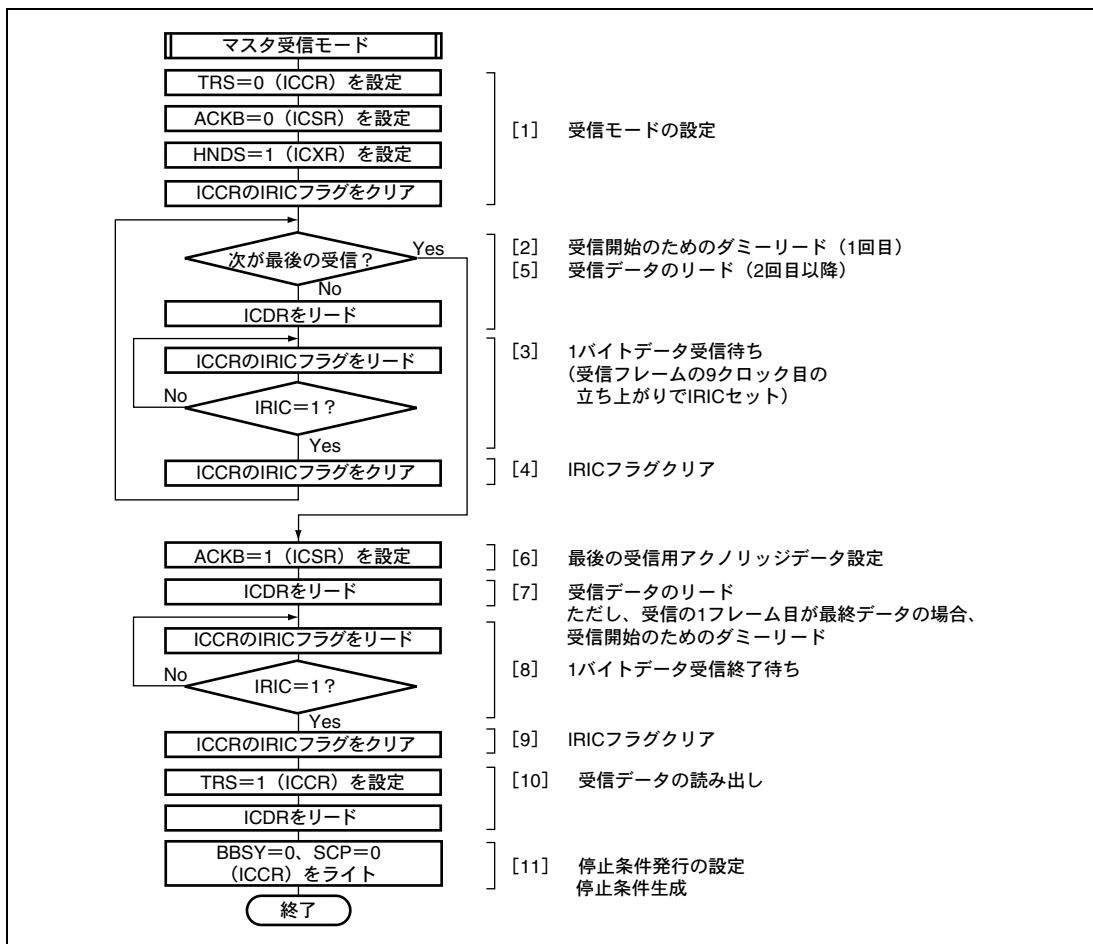 マスタ受信モード
TRS＝0（ICCR）を設定
ACKB＝0（ICSR）を設定
HNDS＝1（ICXR）を設定
ICCRのIRICフラグをクリア
［1］ 受信モードの設定
次が最後の受信？
Yes
No
ICDRをリード
［2］ 受信開始のためのダミーリード（1回目）
［5］ 受信データのリード（2回目以降）
ICCRのIRICフラグをリード
No
IRIC＝1？
Yes
［3］ 1バイトデータ受信待ち
（受信フレームの9クロック目の
立ち上がりでIRICセット）
ICCRのIRICフラグをクリア
［4］ IRICフラグクリア
ACKB＝1（ICSR）を設定
［6］ 最後の受信用アクノリッジデータ設定
ICDRをリード
［7］ 受信データのリード
ただし、受信の1フレーム目が最終データの場合、
受信開始のためのダミーリード
ICCRのIRICフラグをリード
No
IRIC＝1？
Yes
［8］ 1バイトデータ受信終了待ち
ICCRのIRICフラグをクリア
［9］ IRICフラグクリア
TRS＝1（ICCR）を設定
ICDRをリード
［10］ 受信データの読み出し
BBSY＝0、SCP＝0
（ICCR）をライト
［11］ 停止条件発行の設定
停止条件生成
終了